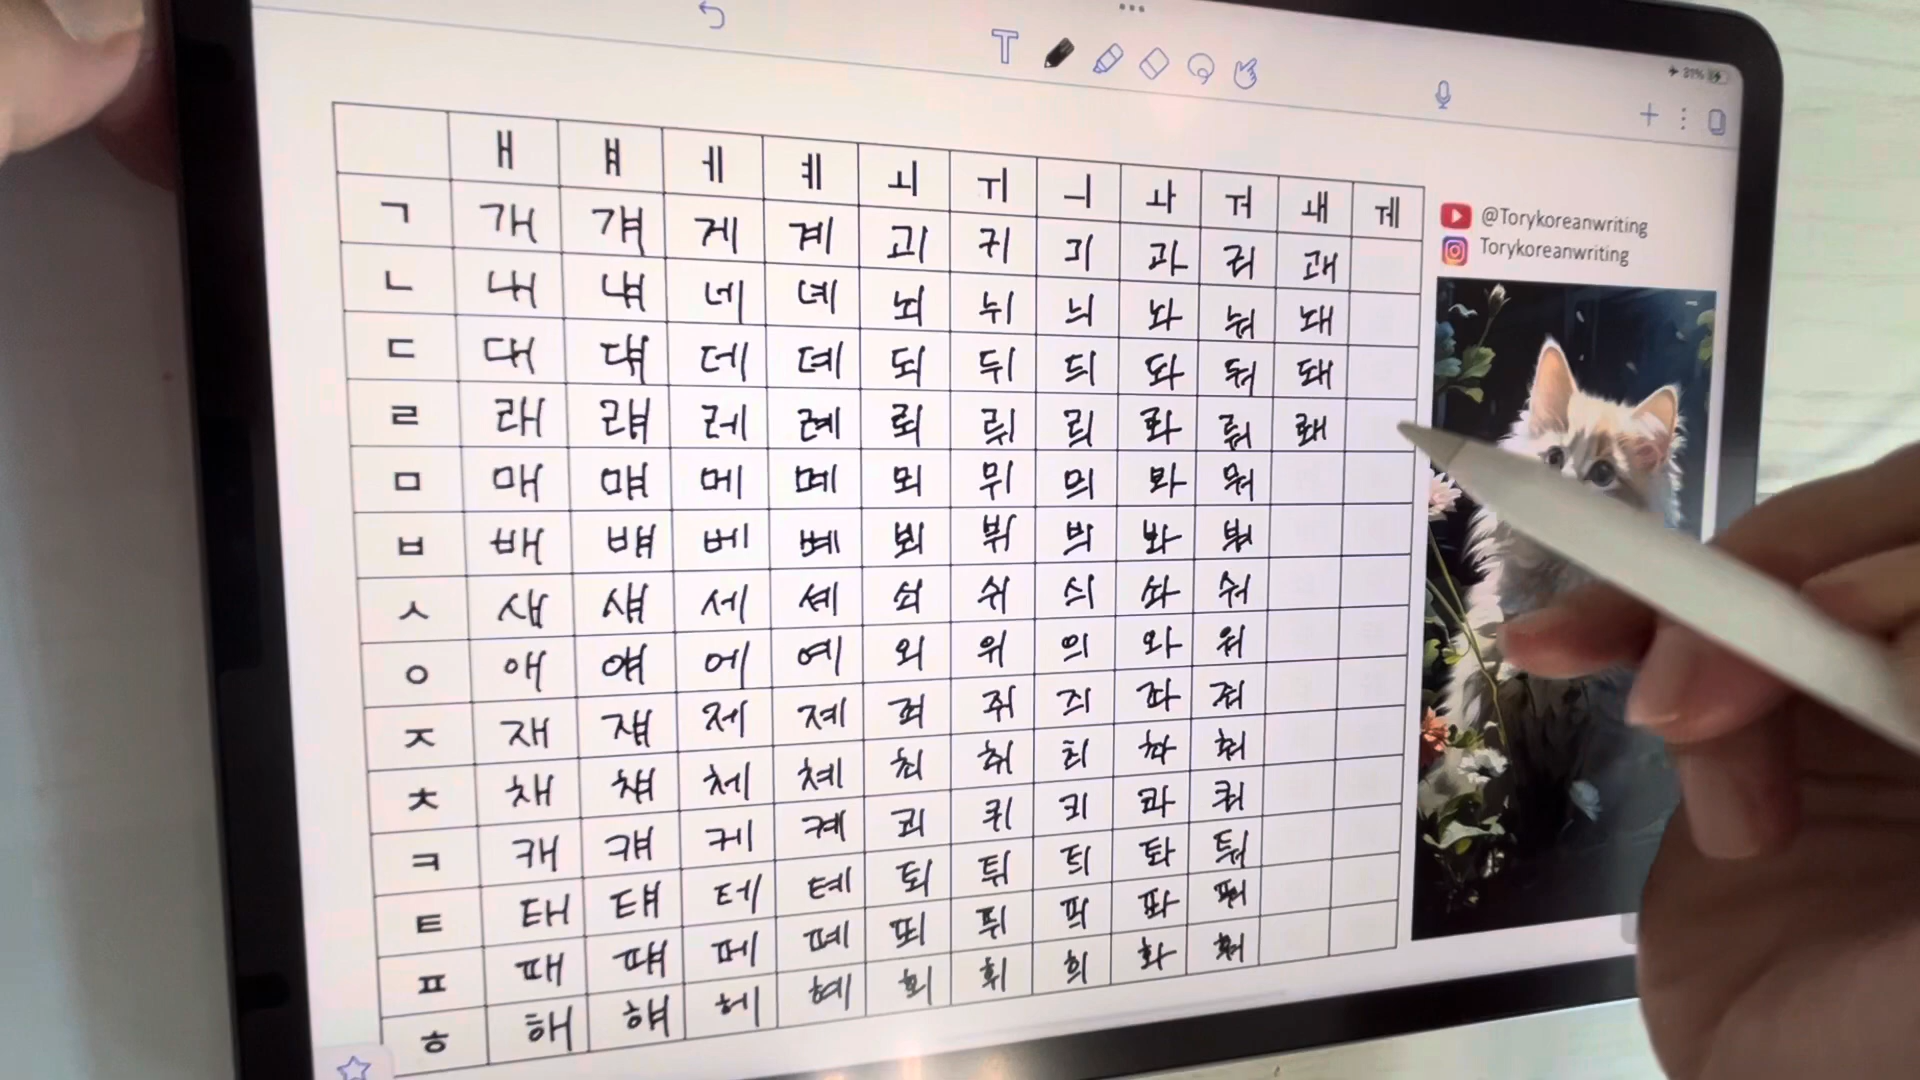 T
31%
ㅐ ㅒ ㅔ ㅖ ㅚ ㅟ ㅢ ㅘ ㅝ ㅙ ㅞ
@Torykoreanwriting
Torykoreanwriting
ㄱ 개 걔 게 계 괴 귀 긔 과 궈 괘
ㄴ 내 냬 네 녜 뇌 뉘 늬 놔 눠 놰
ㄷ 대 댸 데 뎨 되 뒤 듸 돠 둬 돼
ㄹ 래 럐 레 례 뢰 뤼 릐 롸 뤄 뢔
ㅁ 매 먜 메 몌 뫼 뮈 믜 뫄 뭐
ㅂ 배 뱨 베 볘 뵈 뷔 븨 봐 붜
ㅅ 새 섀 세 셰 쇠 쉬 싀 솨 숴
ㅇ 애 얘 에 예 외 위 의 와 워
ㅈ 재 쟤 제 졔 죄 쥐 즤 좌 줘
ㅊ 채 챼 체 쳬 최 취 츼 촤 춰
ㅋ 캐 컈 케 켸 쾨 퀴 킈 콰 쿼
ㅌ 태 턔 테 톄 퇴 튀 틔 톼 퉈
ㅍ 패 퍠 페 폐 푀 퓌 픠 퐈 풔
ㅎ 해 햬 헤 혜 회 휘 희 화 훠